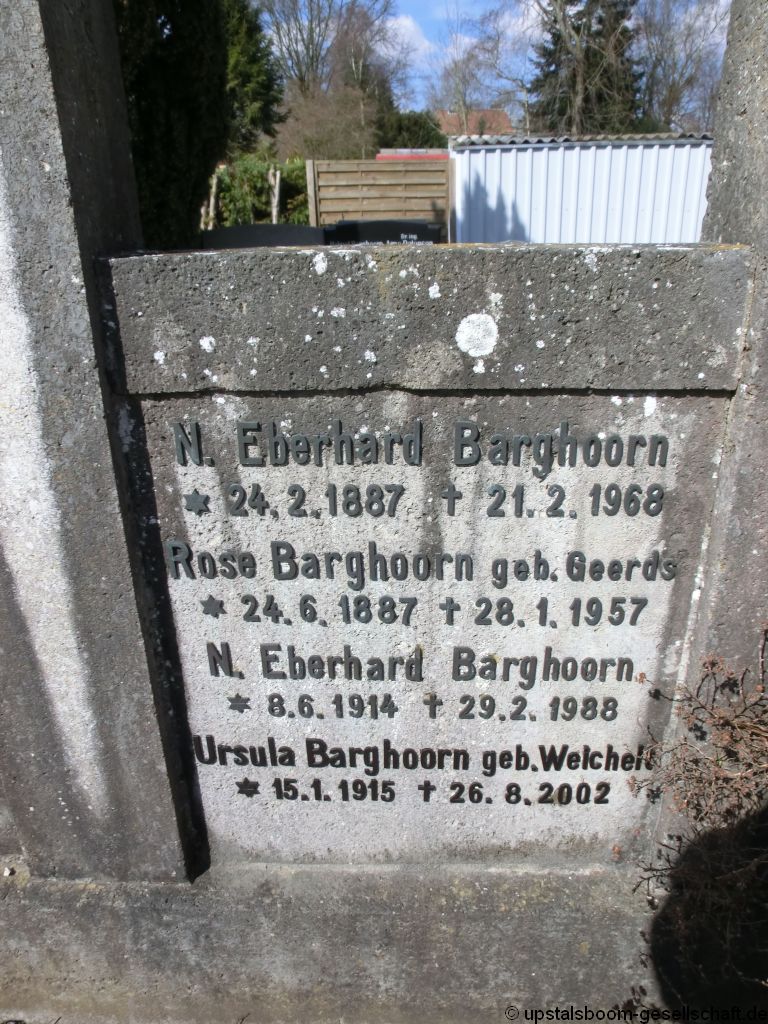 Dr. ing.
N. Eberhard Barghoorn
* 24.2.1887 † 21.2.1968
Rose Barghoorn geb. Geerds
* 24.6.1887 † 28.1.1957
N. Eberhard Barghoorn
* 8.6.1914 † 29.2.1988
Ursula Barghoorn geb.
* 15.1.1915 † 26.8.2002
© upstalsboom-gesellschaft.de